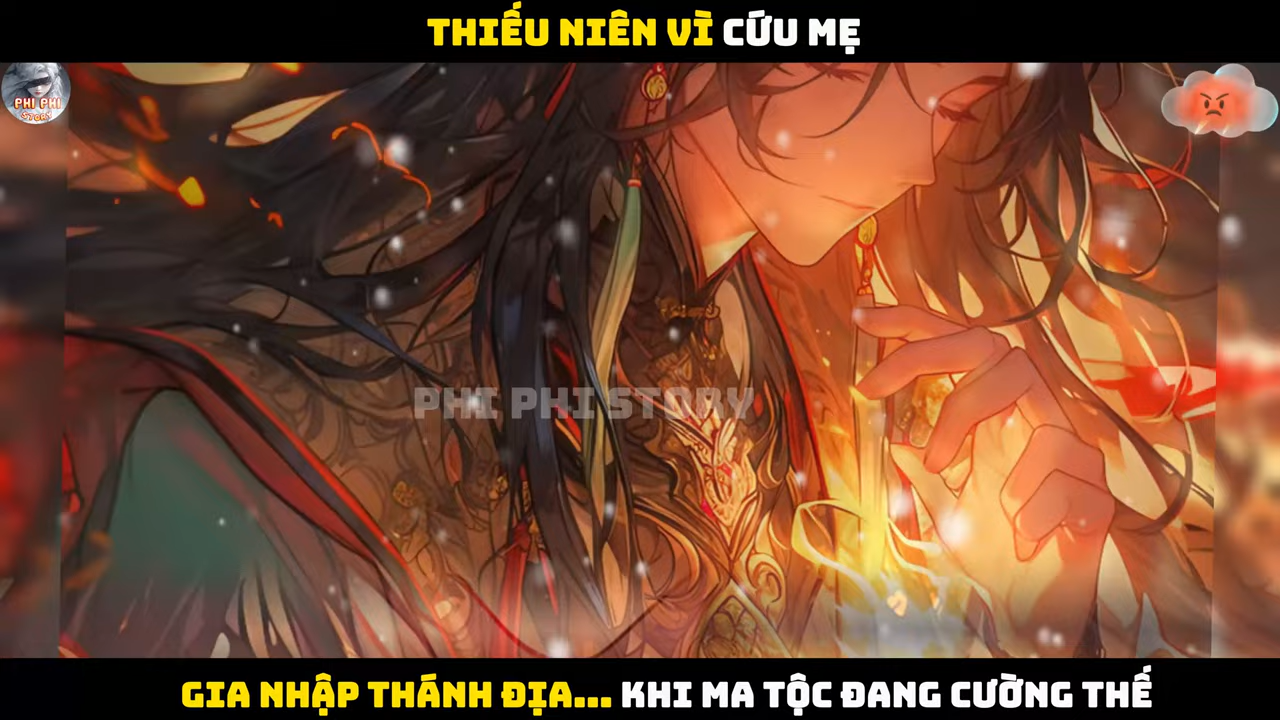 THIẾU NIÊN VÌ CỨU MẸ
PHI PHI
STORY
PHI PHI STORY
GIA NHẬP THÁNH ĐỊA... KHI MA TỘC ĐANG CƯỜNG THẾ